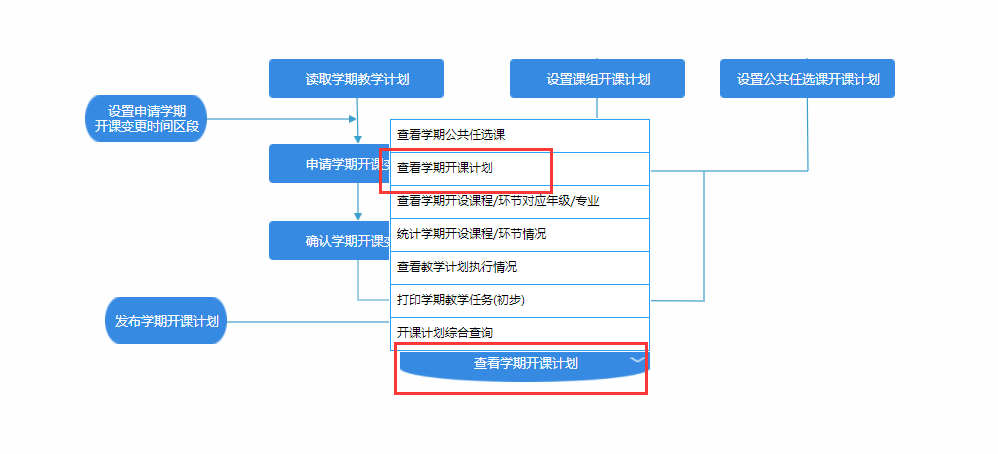 读取学期教学计划
设置课组开课计划
设置公共任选课开课计划
设置申请学期
开课变更时间区段
查看学期公共任选课
申请学期开课
查看学期开课计划
查看学期开设课程/环节对应年级/专业
统计学期开设课程/环节情况
确认学期开课
查看教学计划执行情况
打印学期教学任务(初步)
发布学期开课计划
开课计划综合查询
查看学期开课计划